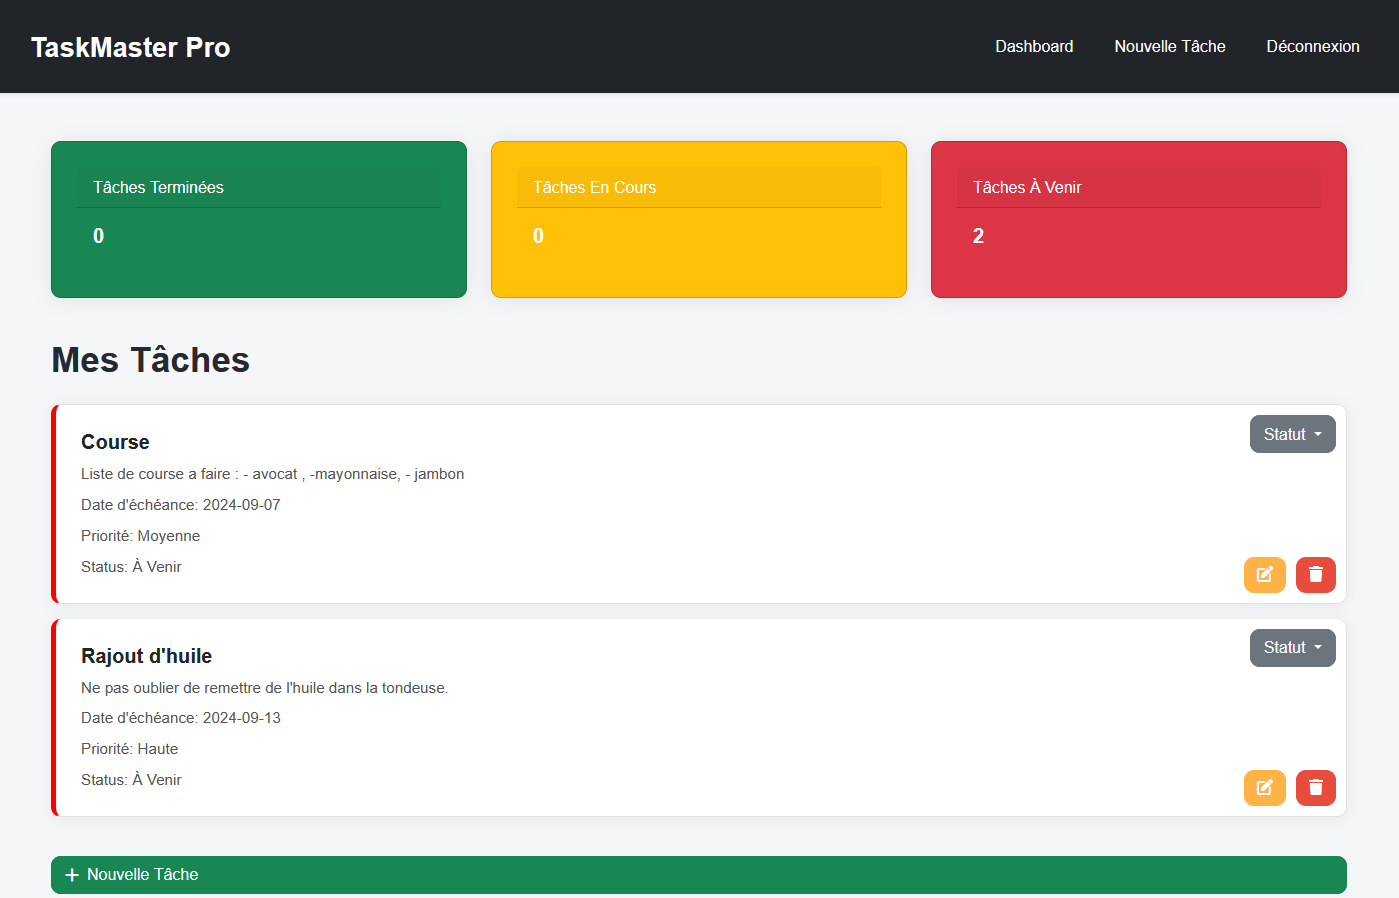 TaskMaster Pro
Dashboard
Nouvelle Tâche
Déconnexion
Tâches Terminées
0
Tâches En Cours
0
Tâches À Venir
2
Mes Tâches
Course
Statut
Liste de course a faire : - avocat , -mayonnaise, - jambon
Date d'échéance: 2024-09-07
Priorité: Moyenne
Status: À Venir
Rajout d'huile
Statut
Ne pas oublier de remettre de l'huile dans la tondeuse.
Date d'échéance: 2024-09-13
Priorité: Haute
Status: À Venir
Nouvelle Tâche